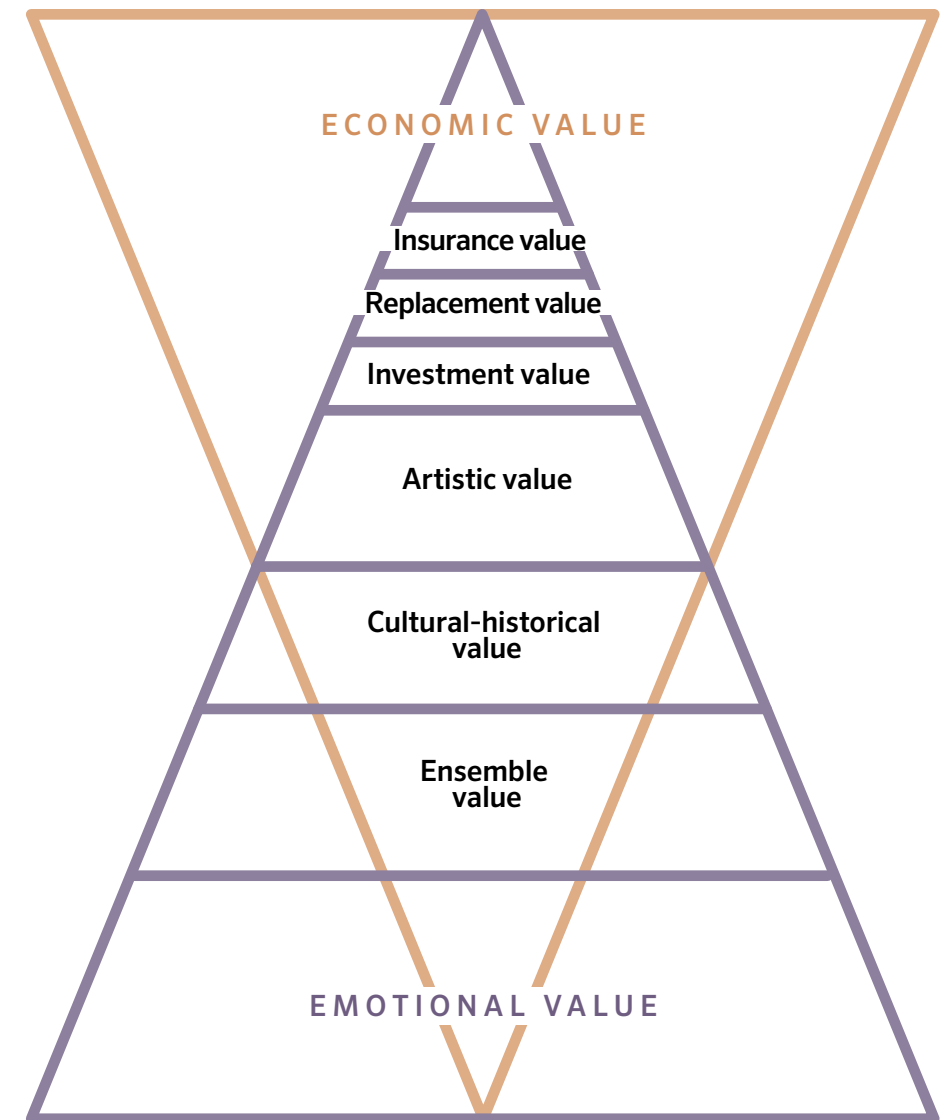 ECONOMIC VALUE
Insurance value
Replacement value
Investment value
Artistic value
Cultural-historical
value
Ensemble
value
EMOTIONAL VALUE